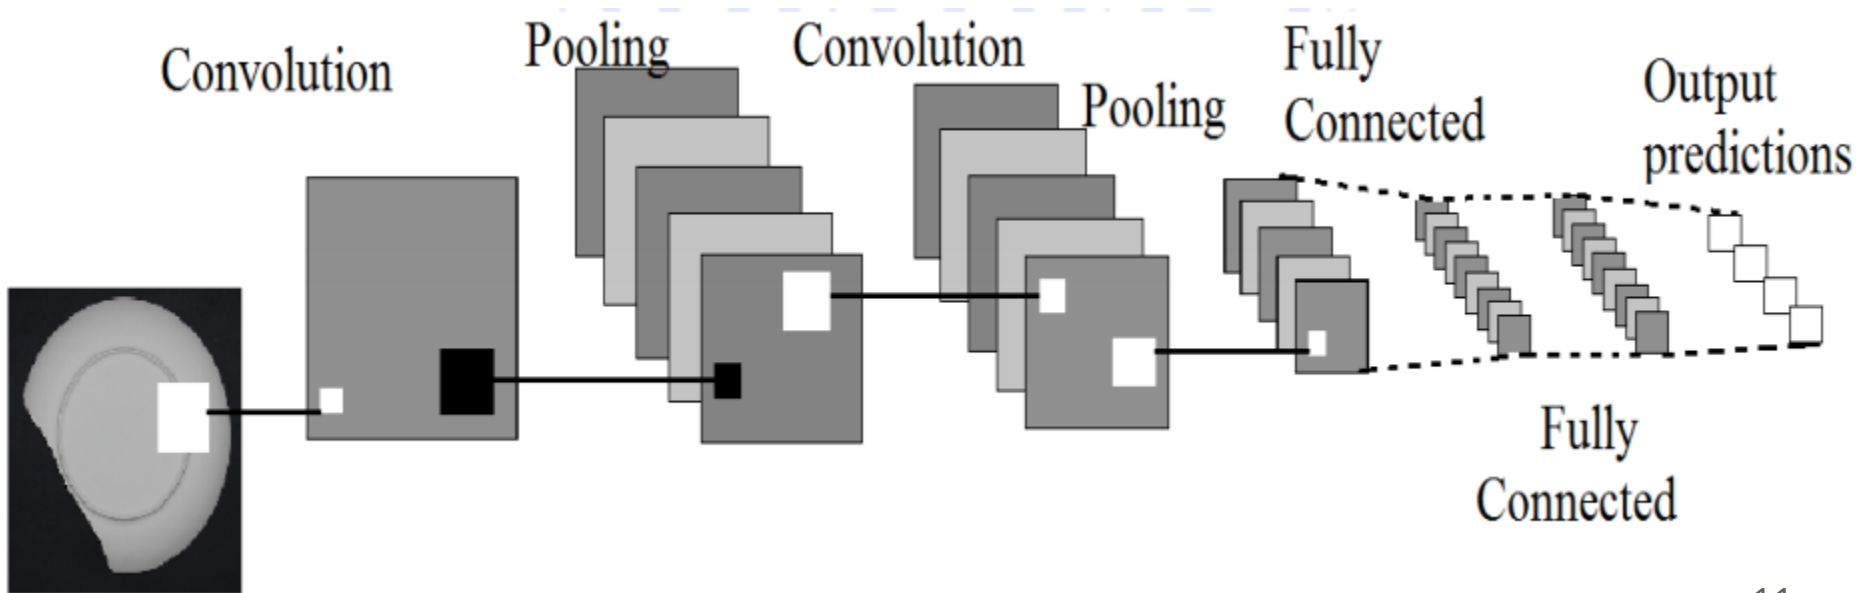 Convolution
Pooling
Convolution
Pooling
Fully
Connected
Output
predictions
Fully
Connected